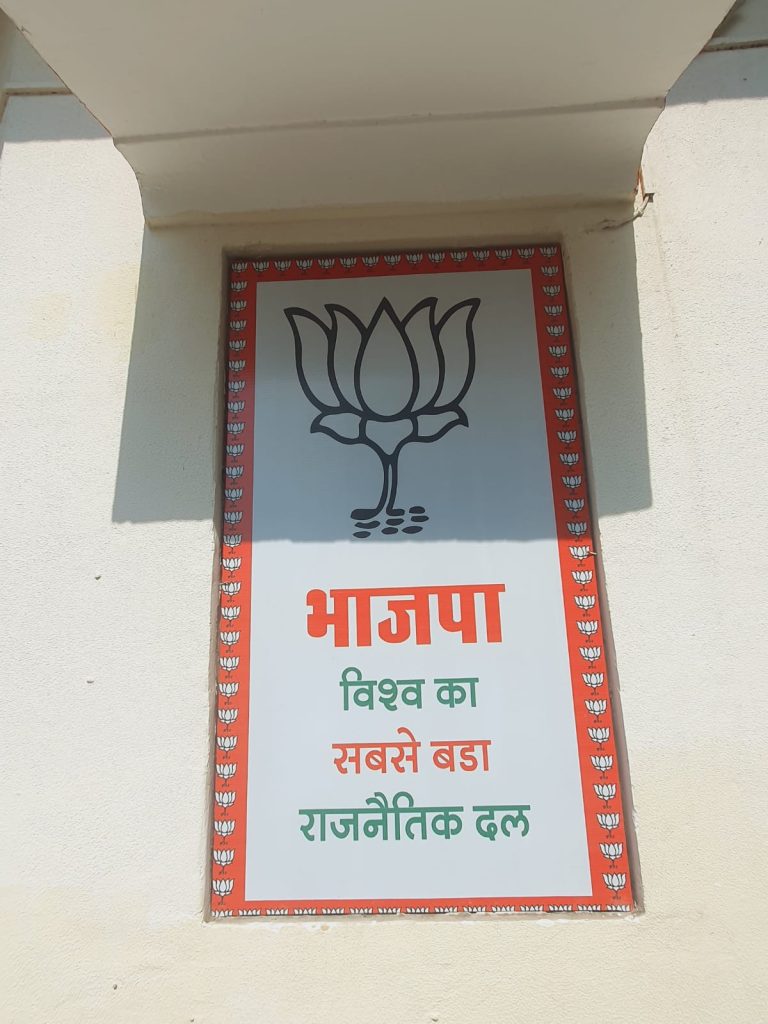 भाजपा
विश्व का
सबसे बडा
राजनैतिक दल